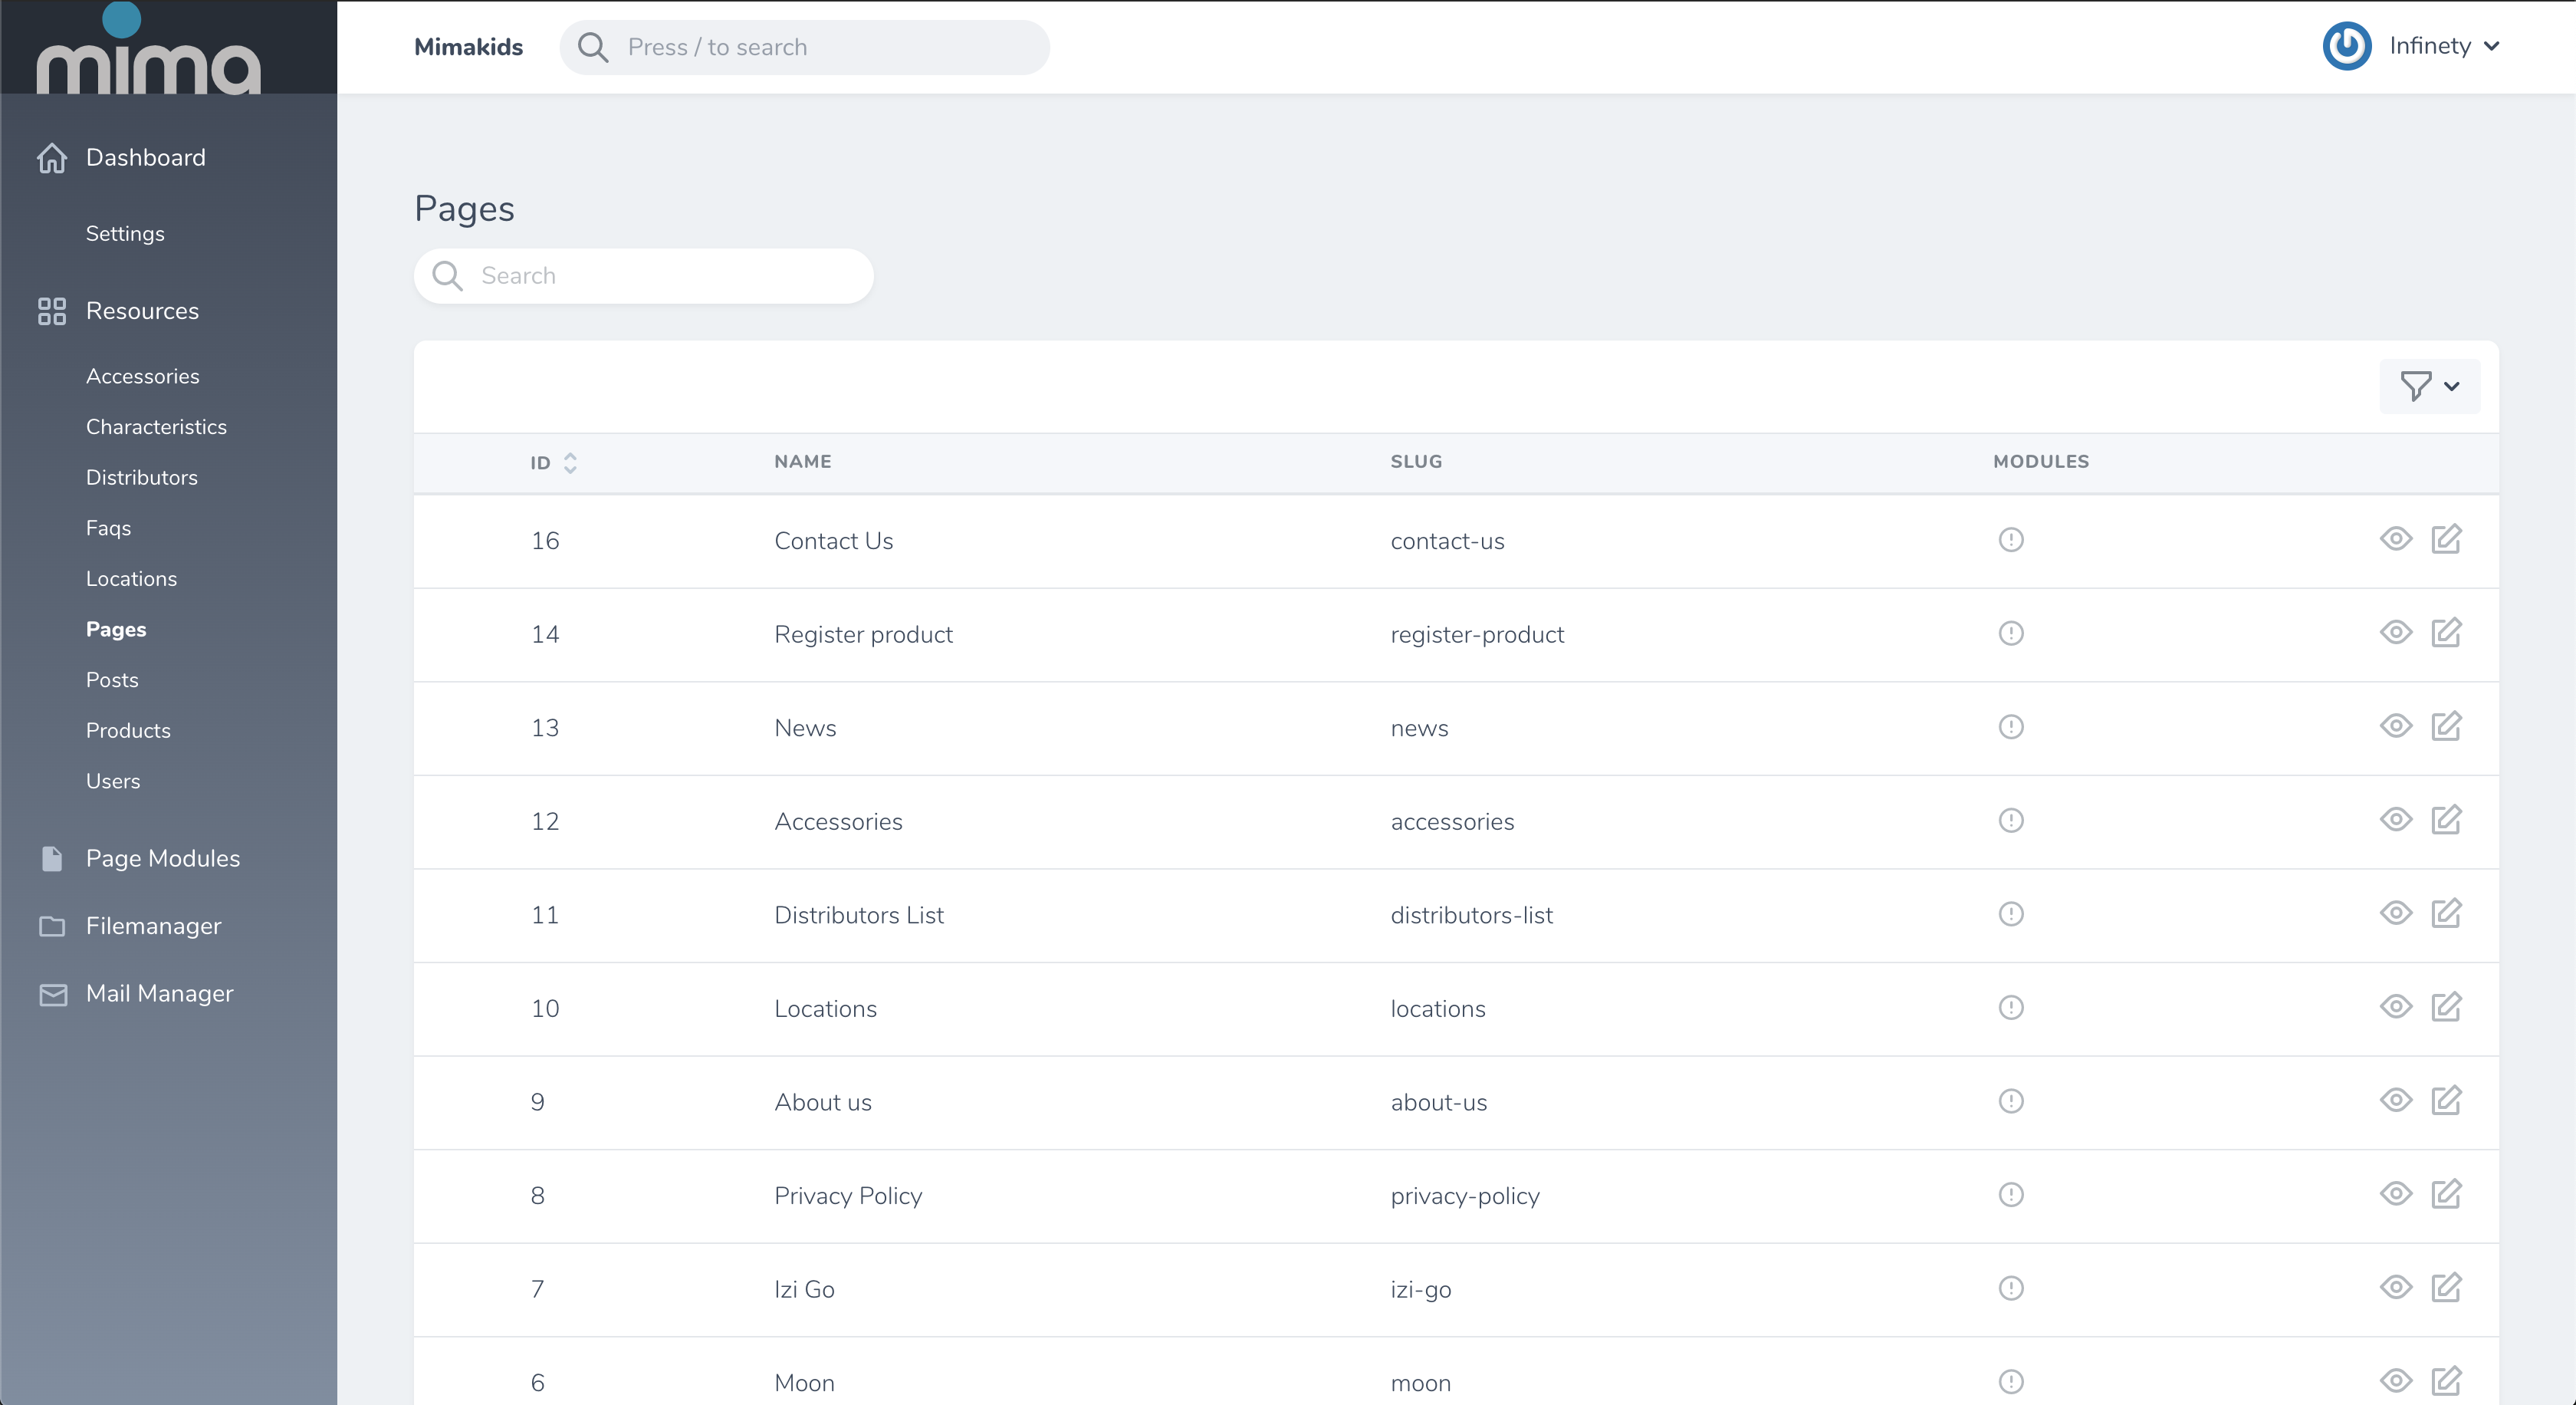 mima
Mimakids
Press / to search
Infinety
Dashboard
Settings
Resources
Accessories
Characteristics
Distributors
Faqs
Locations
Pages
Posts
Products
Users
Page Modules
Filemanager
Mail Manager
Pages
Search
ID NAME SLUG MODULES
16 Contact Us contact-us
14 Register product register-product
13 News news
12 Accessories accessories
11 Distributors List distributors-list
10 Locations locations
9 About us about-us
8 Privacy Policy privacy-policy
7 Izi Go izi-go
6 Moon moon